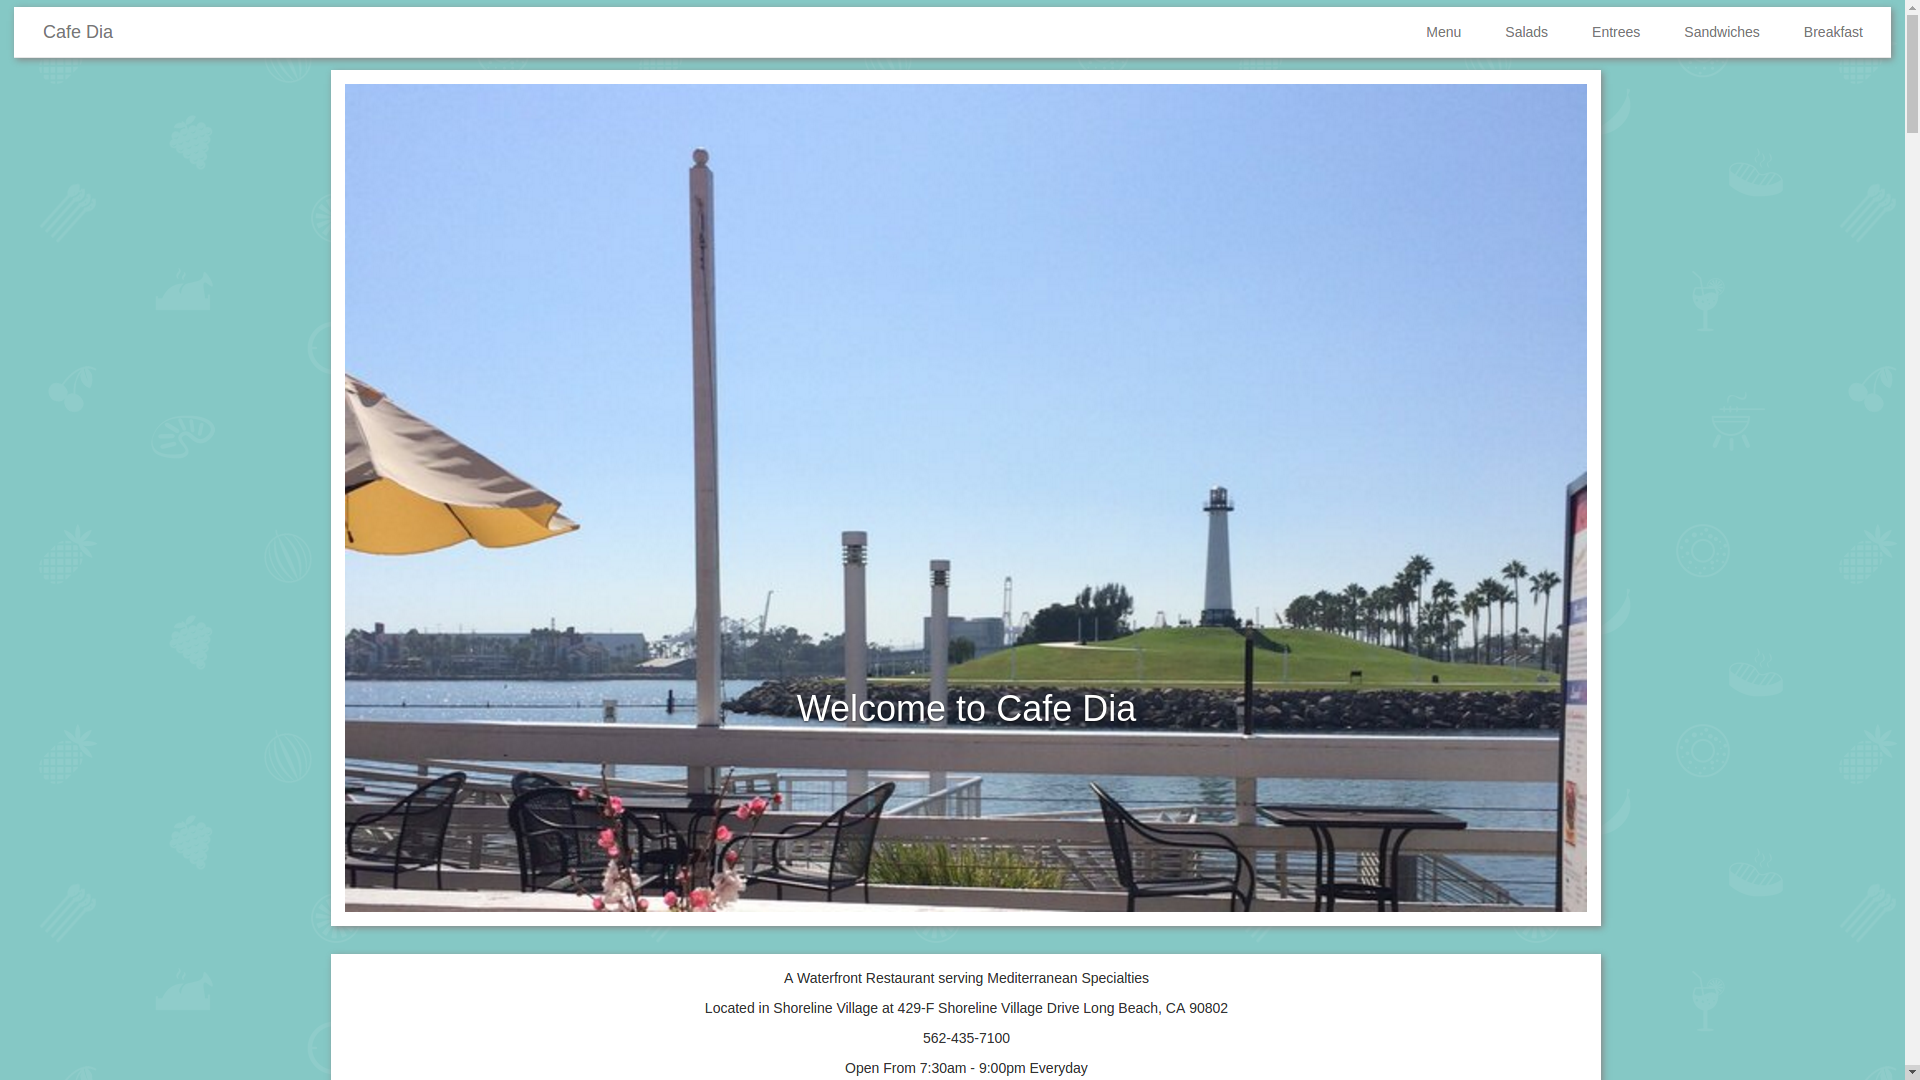 Cafe Dia
Menu
Salads
Entrees
Sandwiches
Breakfast
Welcome to Cafe Dia
A Waterfront Restaurant serving Mediterranean Specialties
Located in Shoreline Village at 429-F Shoreline Village Drive Long Beach, CA 90802
562-435-7100
Open From 7:30am - 9:00pm Everyday